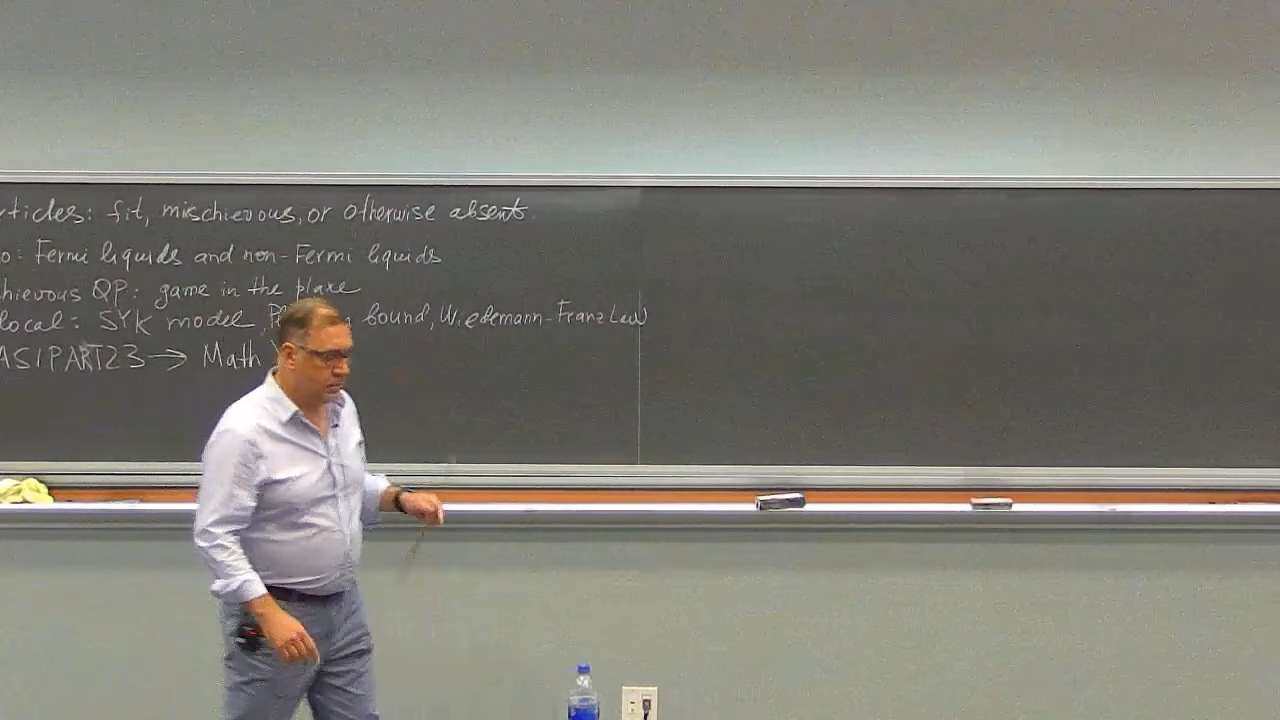 rticles: fit, mischievous, or otherwise absent.
o: Fermi liquids and non-Fermi liquids
hievous QP: game in the plane
local: SYK model, bound, Wiedemann-Franz Law
ASIPART23 → Math